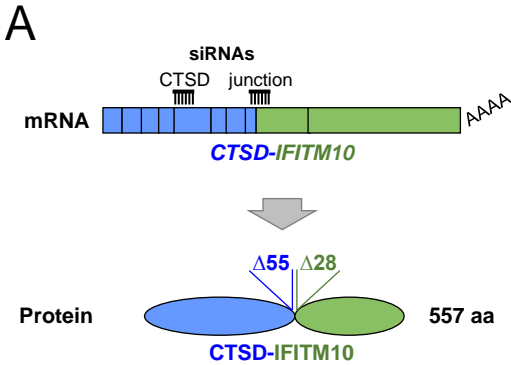 A
siRNAs
CTSD junction
mRNA
AAAA
CTSD-IFITM10
Δ55 Δ28
Protein
557 aa
CTSD-IFITM10